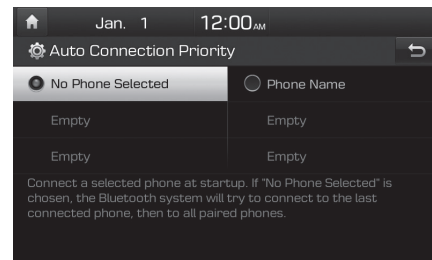 Jan. 1 12:00 AM
Auto Connection Priority
No Phone Selected Phone Name
Empty Empty
Empty Empty
Connect a selected phone at startup. If "No Phone Selected" is
chosen, the Bluetooth system will try to connect to the last
connected phone, then to all paired phones.